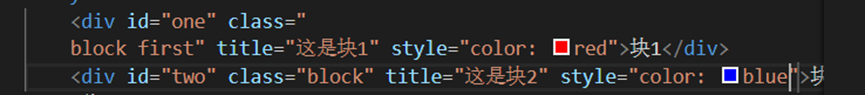 <div id="one" class="
block first" title="这是块1" style="color: red">块1</div>
<div id="two" class="block" title="这是块2" style="color: blue">块